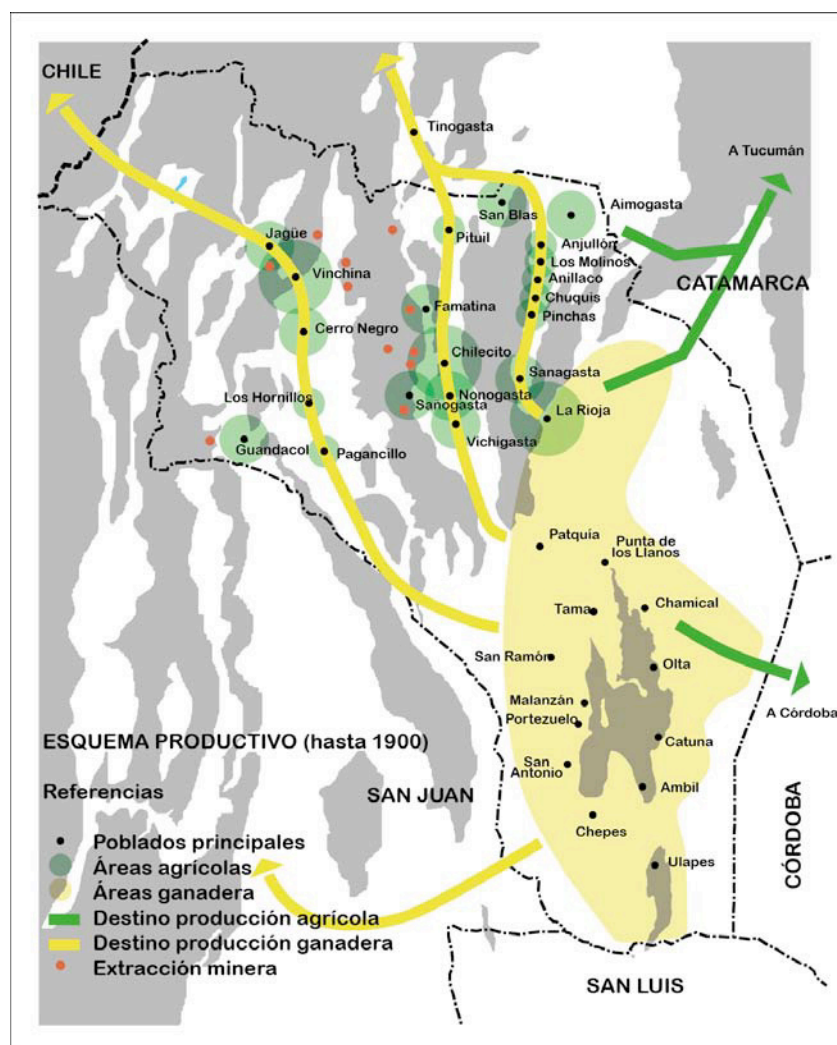 CHILE
Tinogasta
A Tucumán
San Blas
Aimogasta
Jagüe
Pituil
Anjullón
Los Molinos
Vinchina
Anillaco
CATAMARCA
Famatina
Chuquis
Pinchas
Cerro Negro
Chilecito
Sanagasta
Los Hornillos
Sanogasta
Nonogasta
La Rioja
Guandacol
Pagancillo
Vichigasta
Patquía
Punta de
los Llanos
Tama
Chamical
San Ramón
Olta
Malanzán
Portezuelo
A Córdoba
ESQUEMA PRODUCTIVO (hasta 1900)
Catuna
San
Antonio
Referencias
SAN JUAN
Ambil
Chepes
CÓRDOBA
Poblados principales
Áreas agrícolas
Ulapes
Áreas ganadera
Destino producción agrícola
Destino producción ganadera
Extracción minera
SAN LUIS